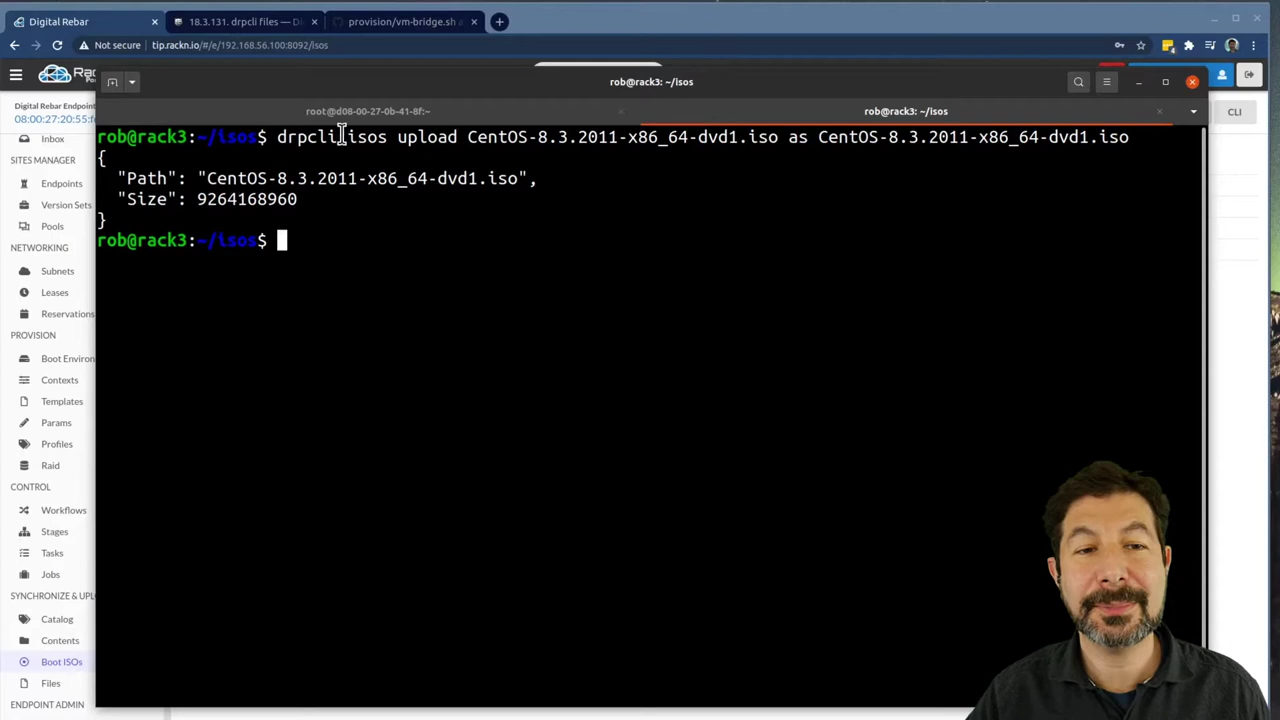 Digital Rebar
18.3.131. drpcli files — Di
provision/vm-bridge.sh a
Not secure
tip.rackn.io/#/e/192.168.56.100:8092/isos
Rac
Po
rob@rack3: ~/isos
Digital Rebar Endpoint
08:00:27:20:55:f
root@d08-00-27-0b-41-8f:~
rob@rack3: ~/isos
CLI
Inbox
SITES MANAGER
Endpoints
Version Sets
Pools
NETWORKING
Subnets
Leases
Reservations
PROVISION
Boot Environ
Contexts
Templates
Params
Profiles
Raid
CONTROL
Workflows
Stages
Tasks
Jobs
SYNCHRONIZE & UPL
Catalog
Contents
Boot ISOs
Files
ENDPOINT ADMIN
rob@rack3:~/isos$ drpcli isos upload CentOS-8.3.2011-x86_64-dvd1.iso as CentOS-8.3.2011-x86_64-dvd1.iso
{
"Path": "CentOS-8.3.2011-x86_64-dvd1.iso",
"Size": 9264168960
}
rob@rack3:~/isos$